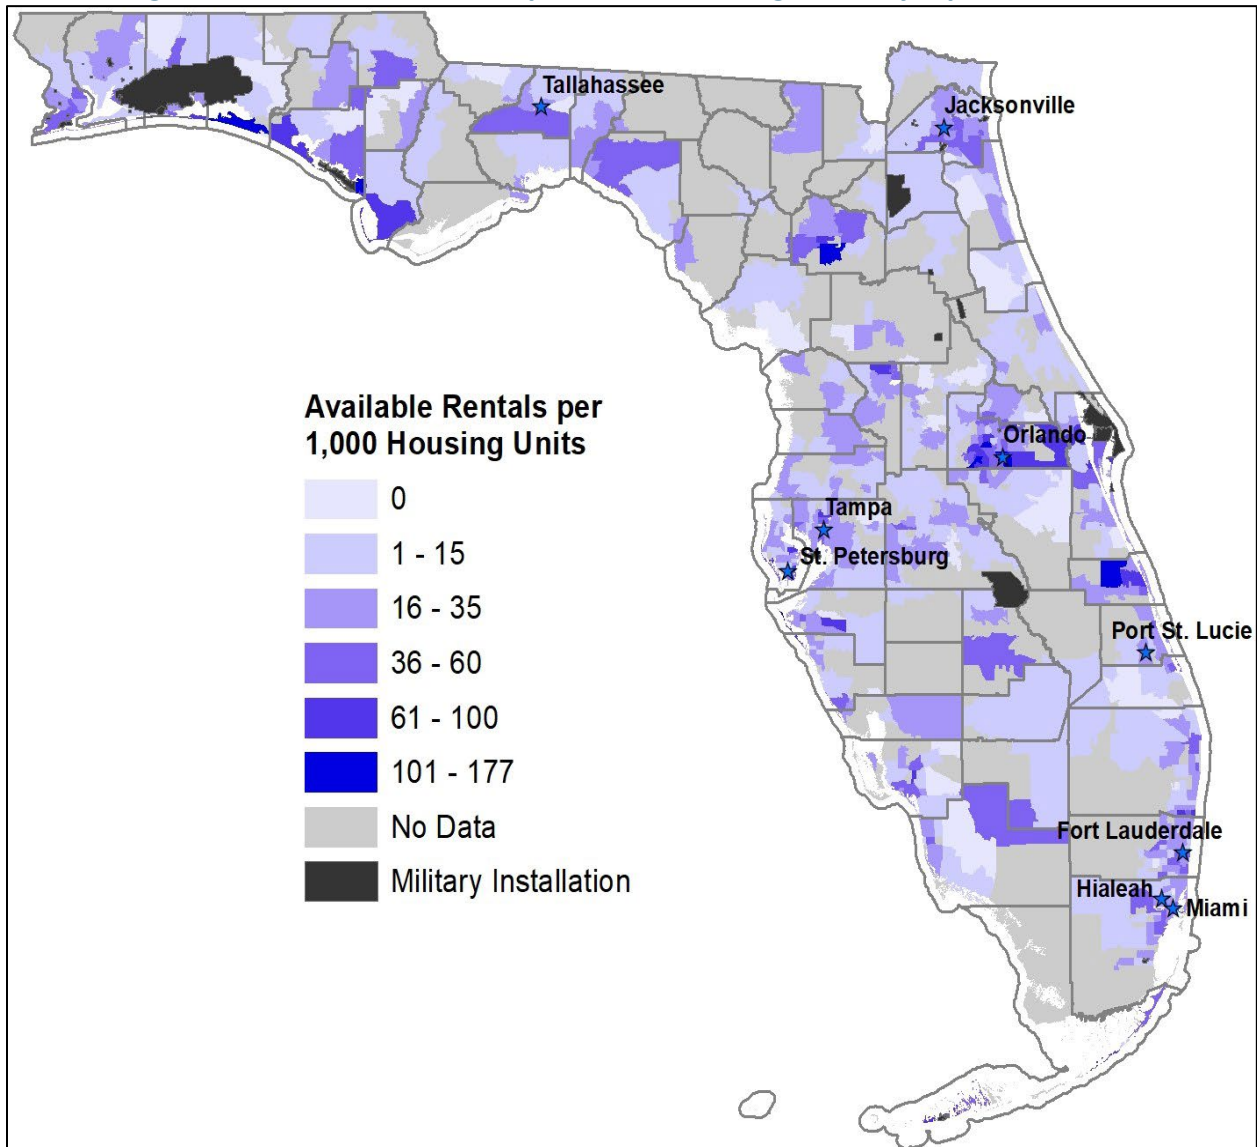 Tallahassee
Jacksonville
Available Rentals per
1,000 Housing Units
0
1 - 15
16 - 35
36 - 60
61 - 100
101 - 177
No Data
Military Installation
Orlando
Tampa
St. Petersburg
Port St. Lucie
Fort Lauderdale
Hialeah
Miami